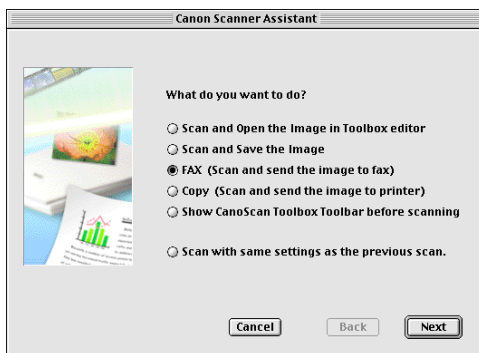 Canon Scanner Assistant
What do you want to do?
Scan and Open the Image in Toolbox editor
Scan and Save the Image
FAX (Scan and send the image to fax)
Copy (Scan and send the image to printer)
Show CanoScan Toolbox Toolbar before scanning
Scan with same settings as the previous scan.
Cancel
Back
Next